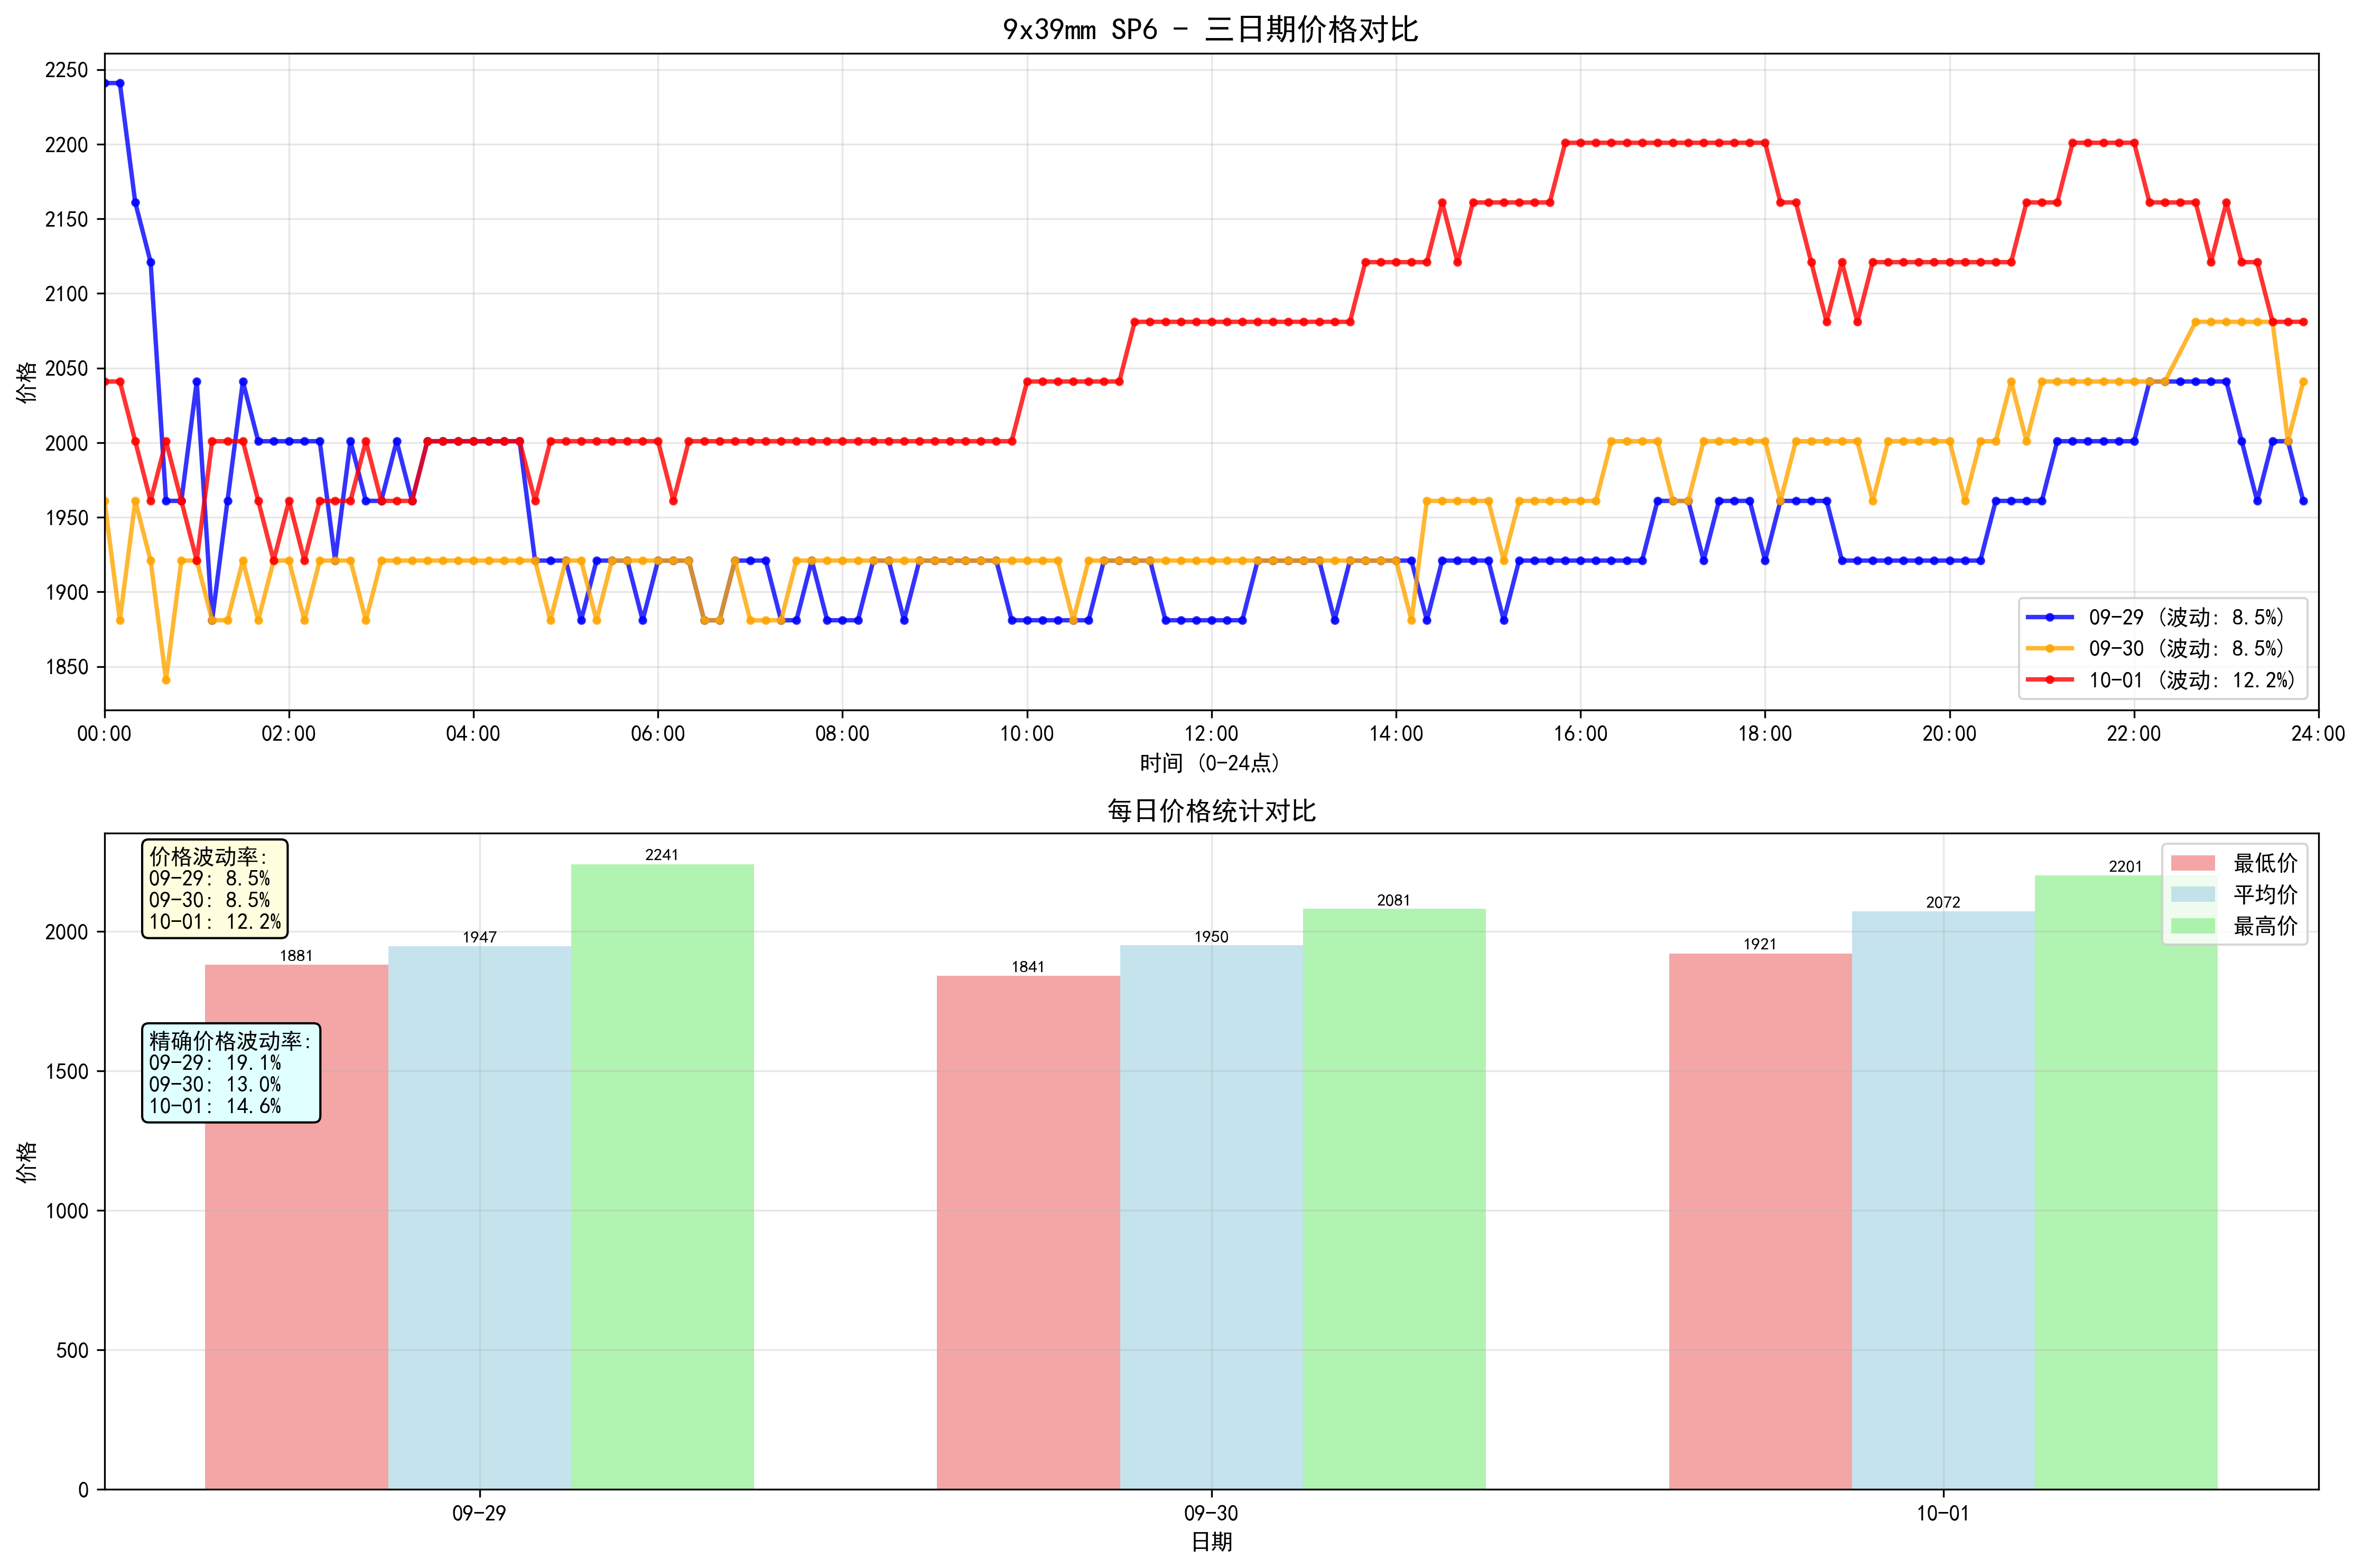 9x39mm SP6 - 三日期价格对比
2250
2200
2150
2100
2050
2000
1950
1900
1850
价格
00:00 02:00 04:00 06:00 08:00 10:00 12:00 14:00 16:00 18:00 20:00 22:00 24:00
时间 (0-24点)
09-29 (波动: 8.5%)
09-30 (波动: 8.5%)
10-01 (波动: 12.2%)
每日价格统计对比
价格波动率:
09-29: 8.5%
09-30: 8.5%
10-01: 12.2%
精确价格波动率:
09-29: 19.1%
09-30: 13.0%
10-01: 14.6%
最低价
平均价
最高价
1881 1947 2241 1841 1950 2081 1921 2072 2201
2000
1500
1000
500
0
价格
09-29 09-30 10-01
日期